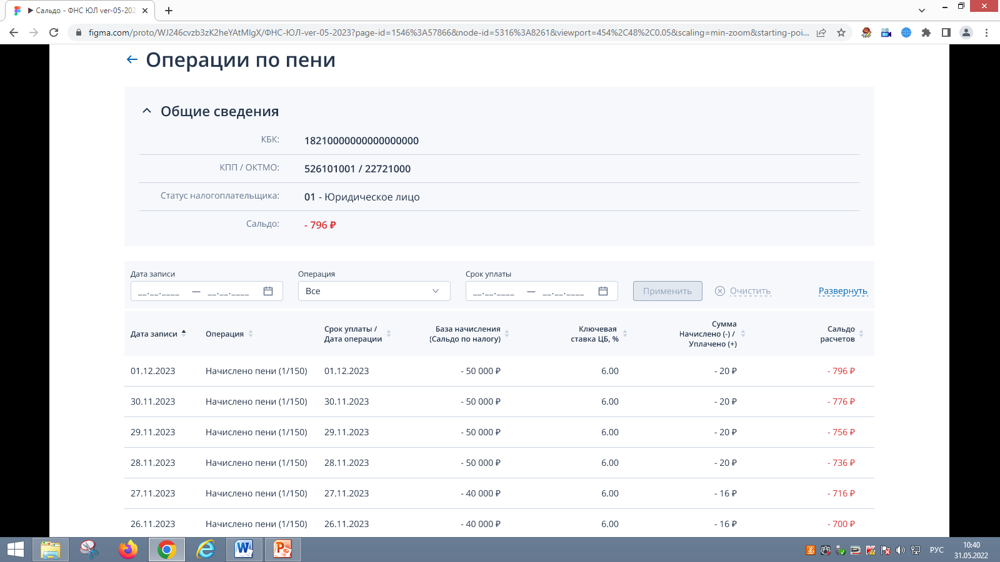 ▶ Сальдо - ФНС ЮЛ ver-05-202
figma.com/proto/WJ246cvzb3zK2heYAtMIgX/ФНС-ЮЛ-ver-05-2023?page-id=1546%3A57866&node-id=5316%3A8261&viewport=454%2C48%2C0.05&scaling=min-zoom&starting-poi...
← Операции по пени
Общие сведения
КБК: 18210000000000000000
КПП / ОКТМО: 526101001 / 22721000
Статус налогоплательщика: 01 - Юридическое лицо
Сальдо: - 796 ₽
Дата записи Операция Срок уплаты
__.__.____ — __.__.____ Все __.__.____ — __.__.____ Применить Очистить Развернуть
Дата записи Операция Срок уплаты / Дата операции База начисления (Сальдо по налогу) Ключевая ставка ЦБ, % Сумма Начислено (-) / Уплачено (+) Сальдо расчетов
01.12.2023 Начислено пени (1/150) 01.12.2023 - 50 000 ₽ 6.00 - 20 ₽ - 796 ₽
30.11.2023 Начислено пени (1/150) 30.11.2023 - 50 000 ₽ 6.00 - 20 ₽ - 776 ₽
29.11.2023 Начислено пени (1/150) 29.11.2023 - 50 000 ₽ 6.00 - 20 ₽ - 756 ₽
28.11.2023 Начислено пени (1/150) 28.11.2023 - 50 000 ₽ 6.00 - 20 ₽ - 736 ₽
27.11.2023 Начислено пени (1/150) 27.11.2023 - 40 000 ₽ 6.00 - 16 ₽ - 716 ₽
26.11.2023 Начислено пени (1/150) 26.11.2023 - 40 000 ₽ 6.00 - 16 ₽ - 700 ₽
РУС
10:40
31.05.2022